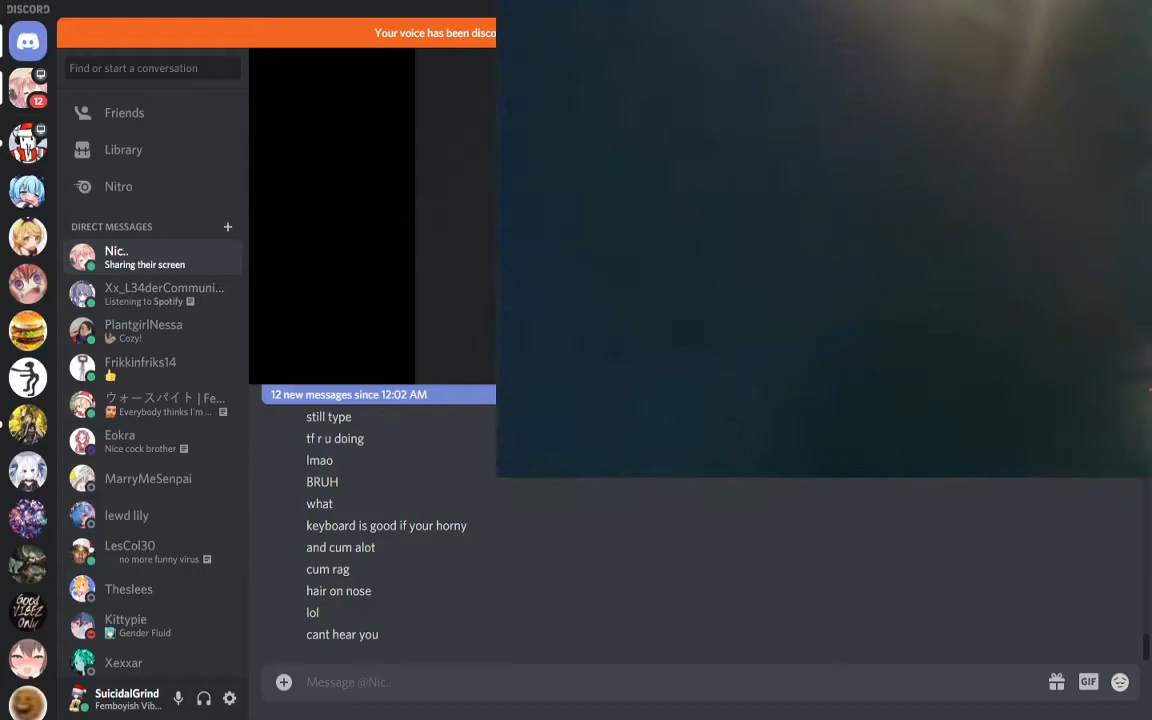 DISCORD
Your voice has been disco
Find or start a conversation
12
Friends
Library
Nitro
DIRECT MESSAGES
Nic..
Sharing their screen
Xx_L34derCommuni...
Listening to Spotify
PlantgirlNessa
Cozy!
Frikkinfriks14
ウォースパイト | Fe...
Everybody thinks I'm ...
Eokra
Nice cock brother
MarryMeSenpai
lewd lily
LesCol30
no more funny virus
Theslees
Kittypie
Gender Fluid
Xexxar
GOOD VIBEZ ONLY
SuicidalGrind
Femboyish Vib...
12 new messages since 12:02 AM
still type
tf r u doing
lmao
BRUH
what
keyboard is good if your horny
and cum alot
cum rag
hair on nose
lol
cant hear you
Message @Nic..
GIF